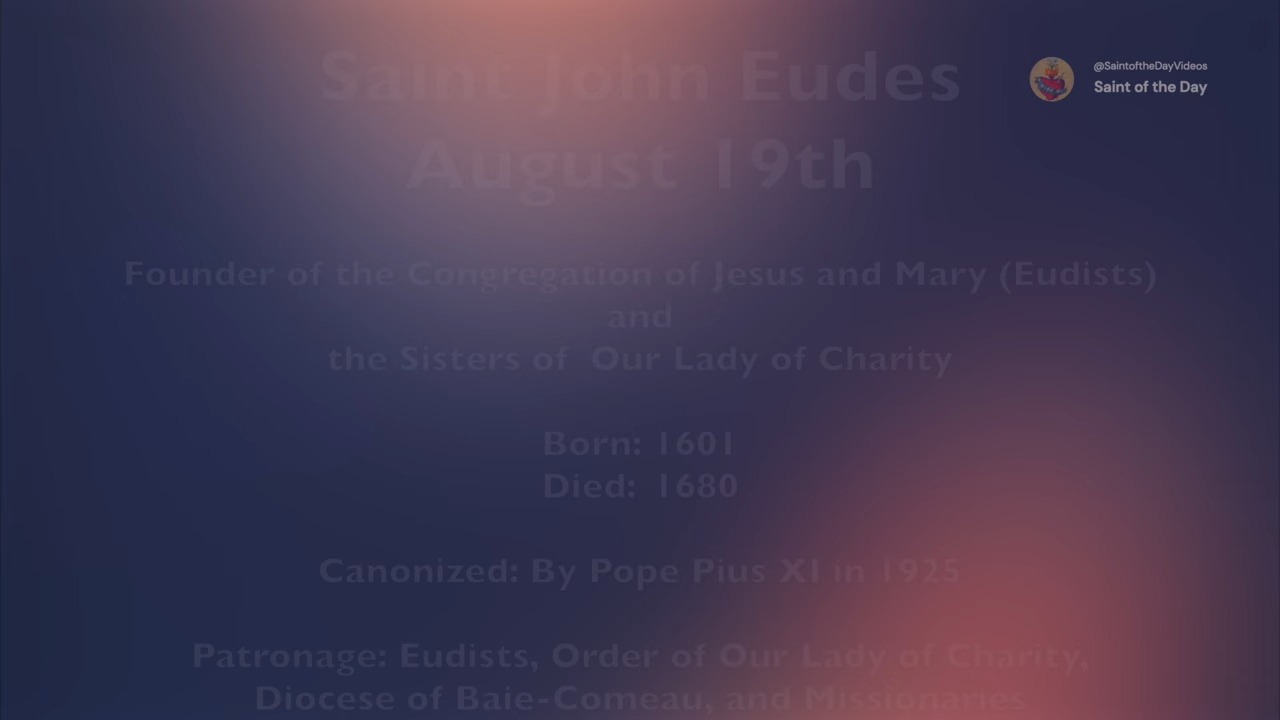 Saint John Eudes
August 19th
@SaintoftheDayVideos
Saint of the Day
Founder of the Congregation of Jesus and Mary (Eudists)
and
the Sisters of Our Lady of Charity
Born: 1601
Died: 1680
Canonized: By Pope Pius XI in 1925
Patronage: Eudists, Order of Our Lady of Charity,
Diocese of Baie-Comeau, and Missionaries